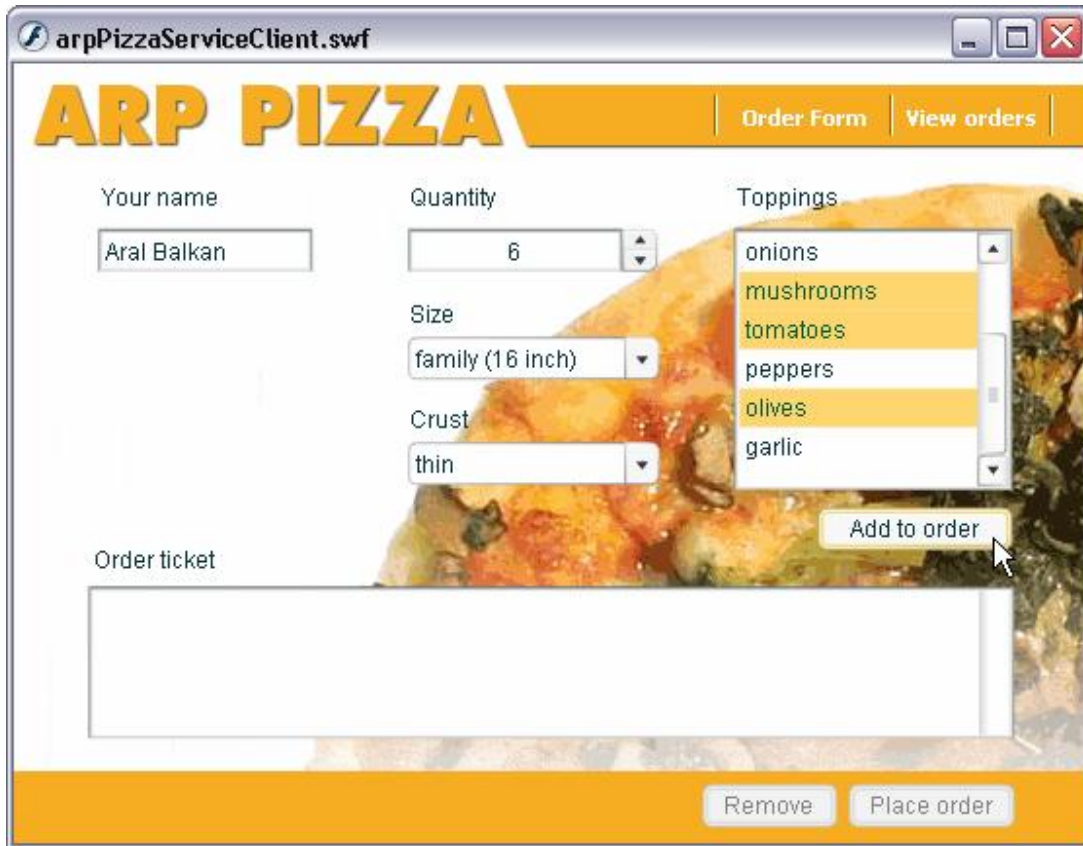 arpPizzaServiceClient.swf
ARP PIZZA
Order Form
View orders
Your name
Quantity
Toppings
Aral Balkan
6
onions
mushrooms
tomatoes
peppers
olives
garlic
Size
family (16 inch)
Crust
thin
Add to order
Order ticket
Remove
Place order